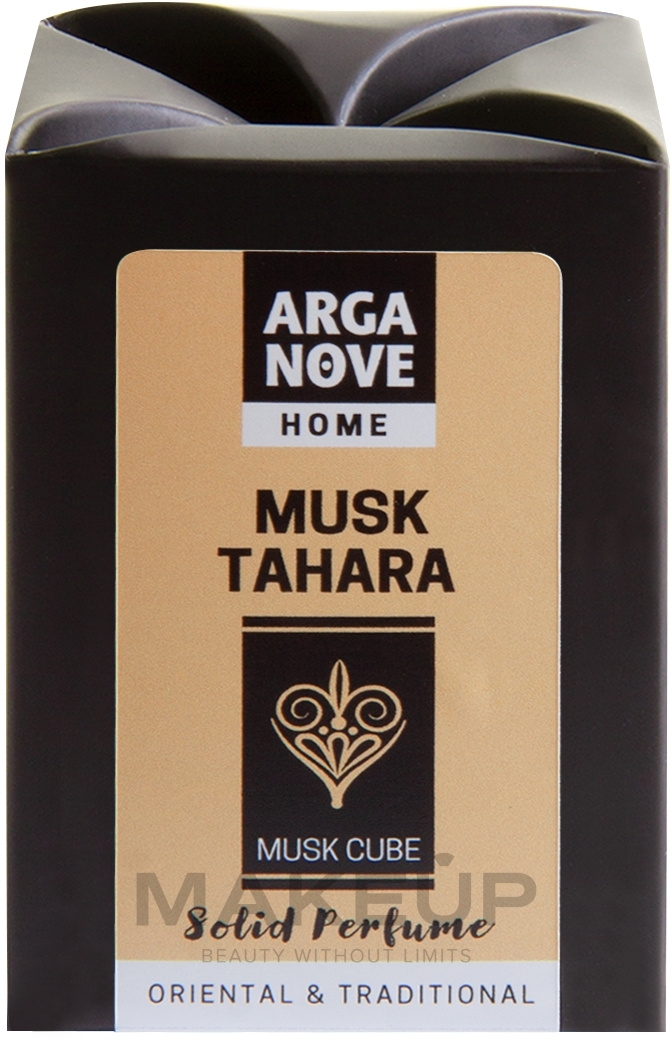 ARGA
NOVE
HOME
MUSK
TAHARA
MUSK CUBE
MAKEUP
Solid Perfume
BEAUTY WITHOUT LIMITS
ORIENTAL & TRADITIONAL